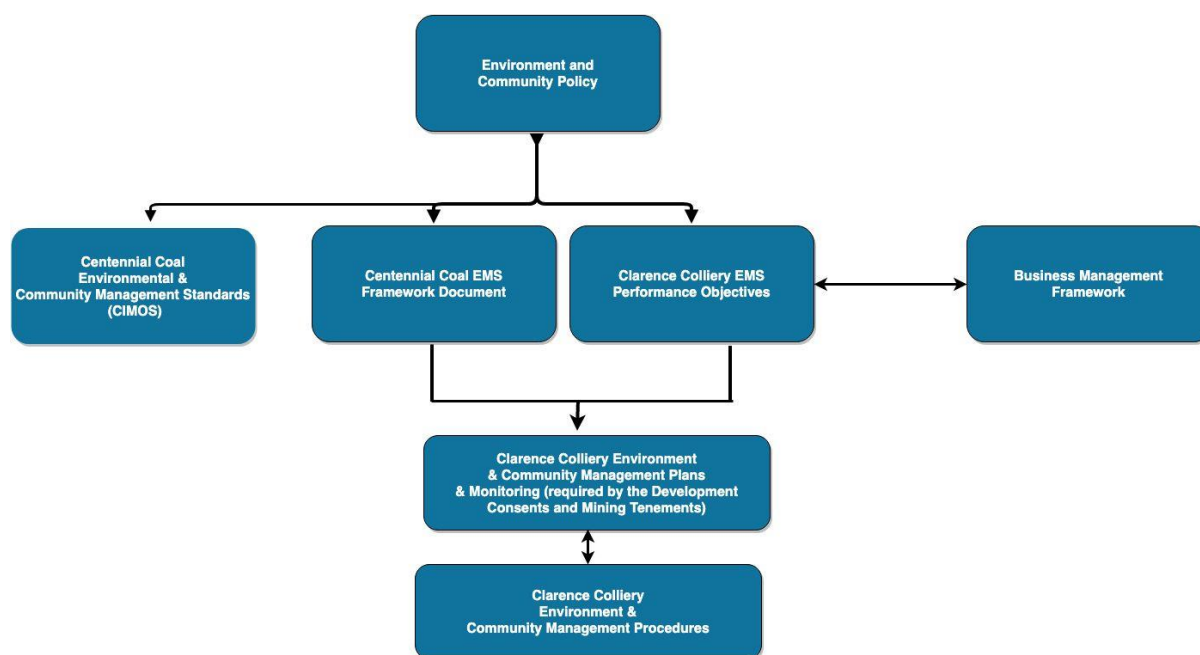 Environment and
Community Policy
Centennial Coal
Environmental &
Community Management Standards
(CIMOS)
Centennial Coal EMS
Framework Document
Clarence Colliery EMS
Performance Objectives
Business Management
Framework
Clarence Colliery Environment
& Community Management Plans
& Monitoring (required by the Development
Consents and Mining Tenements)
Clarence Colliery
Environment &
Community Management Procedures